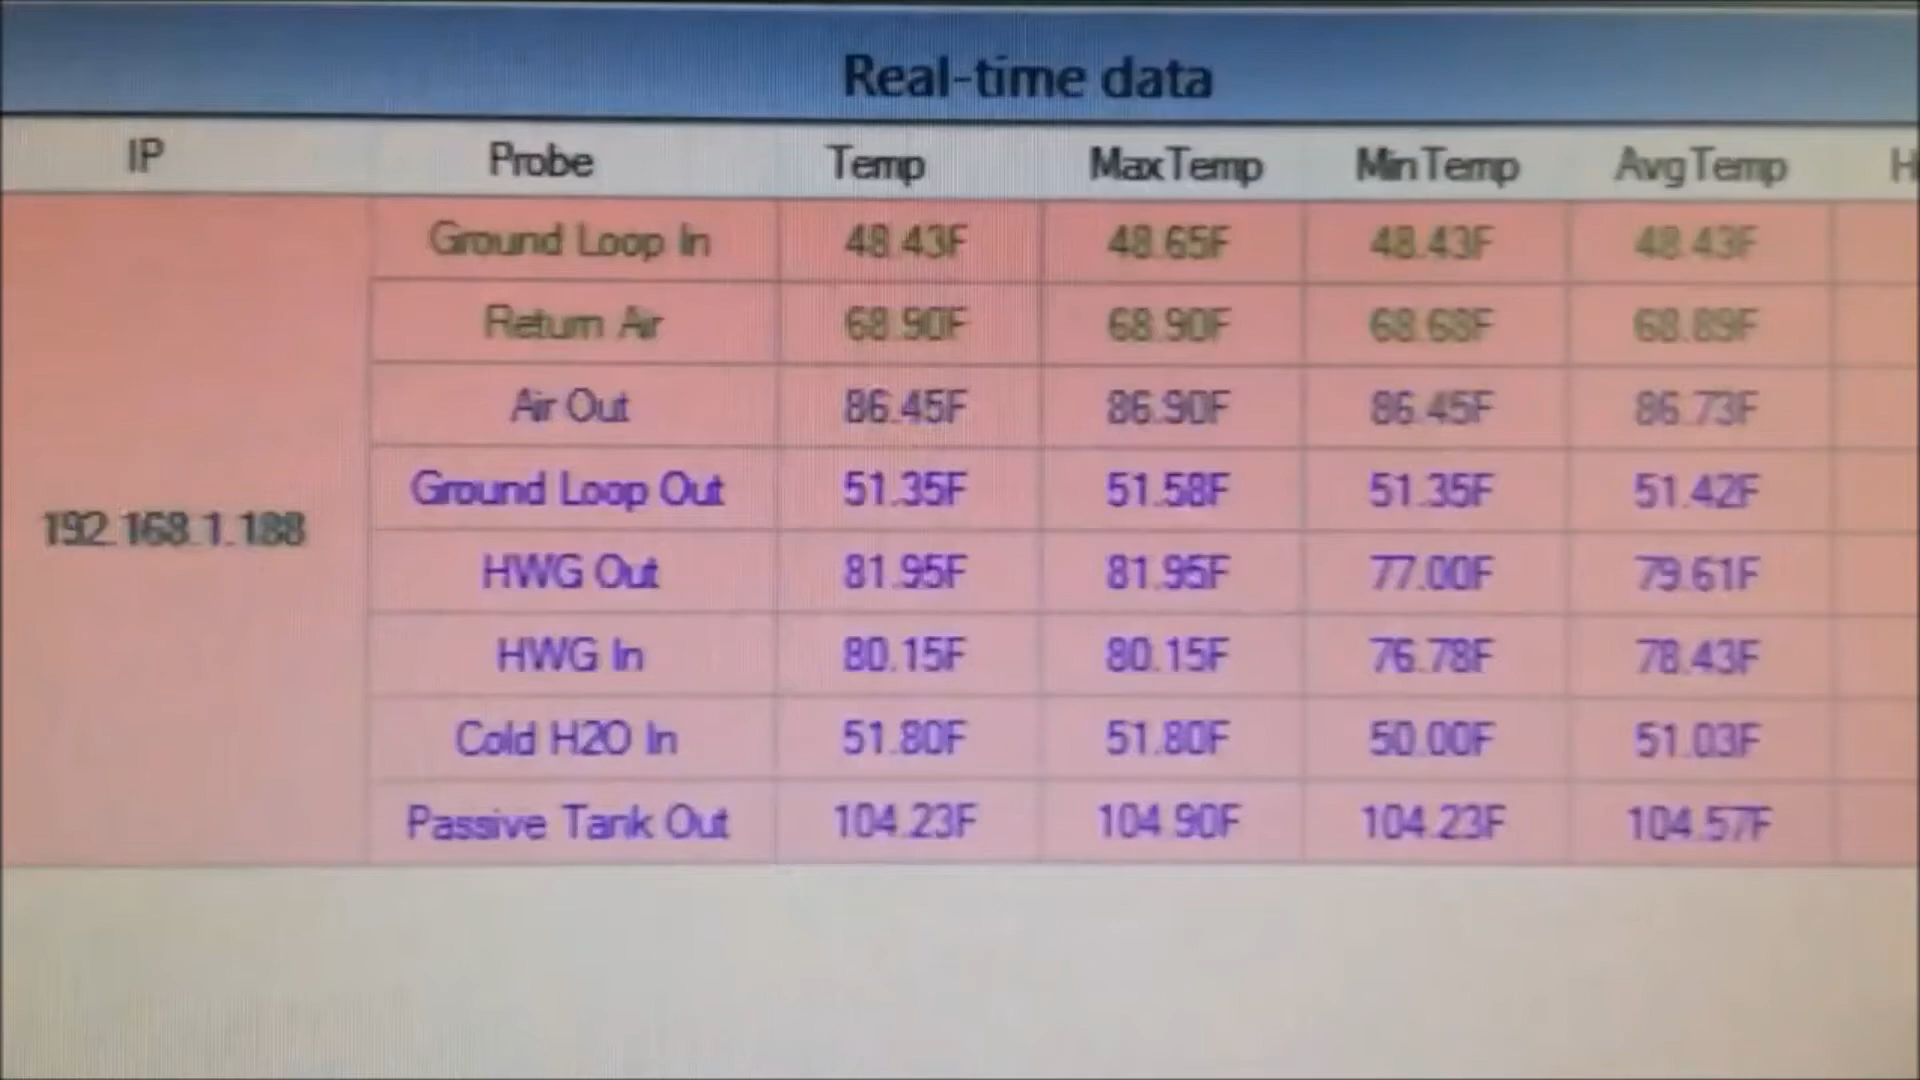 Real-time data
IP Probe Temp MaxTemp MinTemp AvgTemp H
Ground Loop In 48.43F 48.65F 48.43F 48.43F
Return Air 68.90F 68.90F 68.68F 68.89F
Air Out 86.45F 86.90F 86.45F 86.73F
Ground Loop Out 51.35F 51.58F 51.35F 51.42F
192.168.1.188
HWG Out 81.95F 81.95F 77.00F 79.61F
HWG In 80.15F 80.15F 76.78F 78.43F
Cold H2O In 51.80F 51.80F 50.00F 51.03F
Passive Tank Out 104.23F 104.90F 104.23F 104.57F